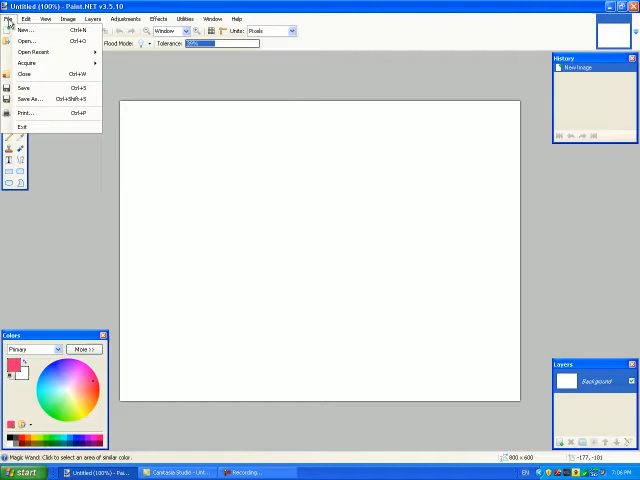 Untitled (100%) - Paint.NET v3.5.10
File Edit View Image Layers Adjustments Effects Utilities Window Help
Window Units: Pixels
Flood Mode: Tolerance:
New... Ctrl+N
Open... Ctrl+O
Open Recent
Acquire
Close Ctrl+W
Save Ctrl+S
Save As... Ctrl+Shift+S
Print... Ctrl+P
Exit
History
New Image
Colors
Primary More >>
Layers
Background
Magic Wand: Click to select an area of similar color.
800 x 600
-177, -101
start
Untitled (100%) - Pa...
Camtasia Studio - Unt...
Recording...
EN
7:06 PM